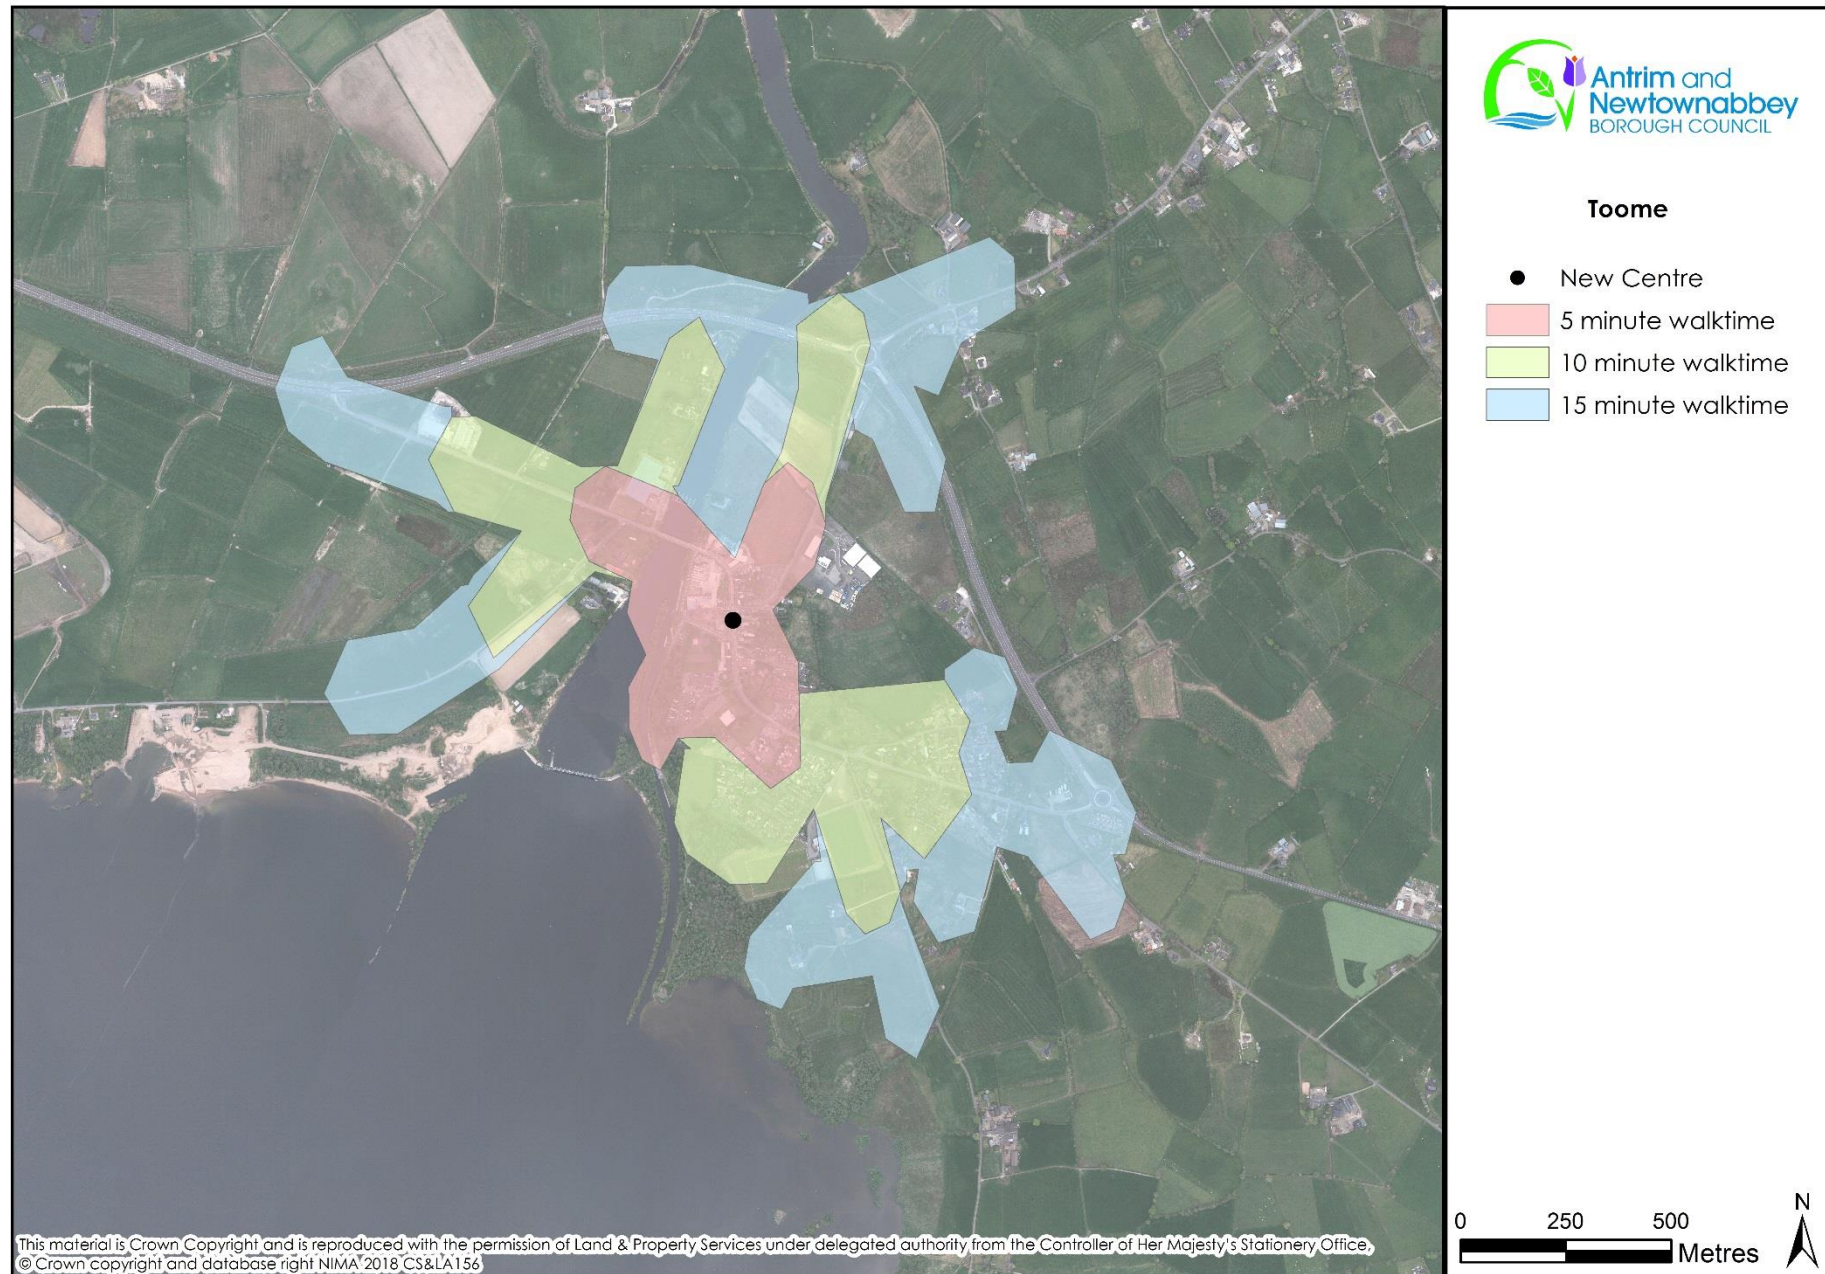 Antrim and
Newtownabbey
BOROUGH COUNCIL
Toome
New Centre
5 minute walktime
10 minute walktime
15 minute walktime
N
0 250 500
Metres
This material is Crown Copyright and is reproduced with the permission of Land & Property Services under delegated authority from the Controller of Her Majesty's Stationery Office,
© Crown copyright and database right NIMA 2018 CS&LA156